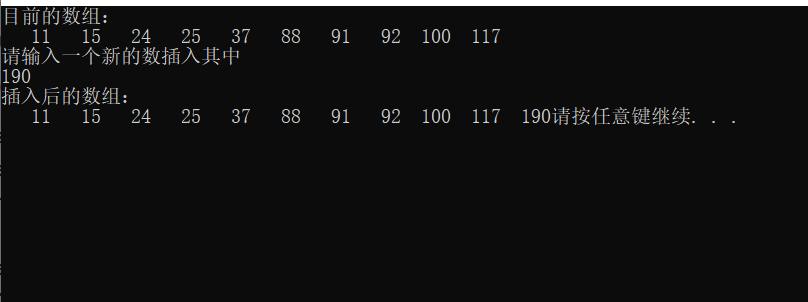 目前的数组：
11 15 24 25 37 88 91 92 100 117
请输入一个新的数插入其中
190
插入后的数组：
11 15 24 25 37 88 91 92 100 117 190请按任意键继续. . .